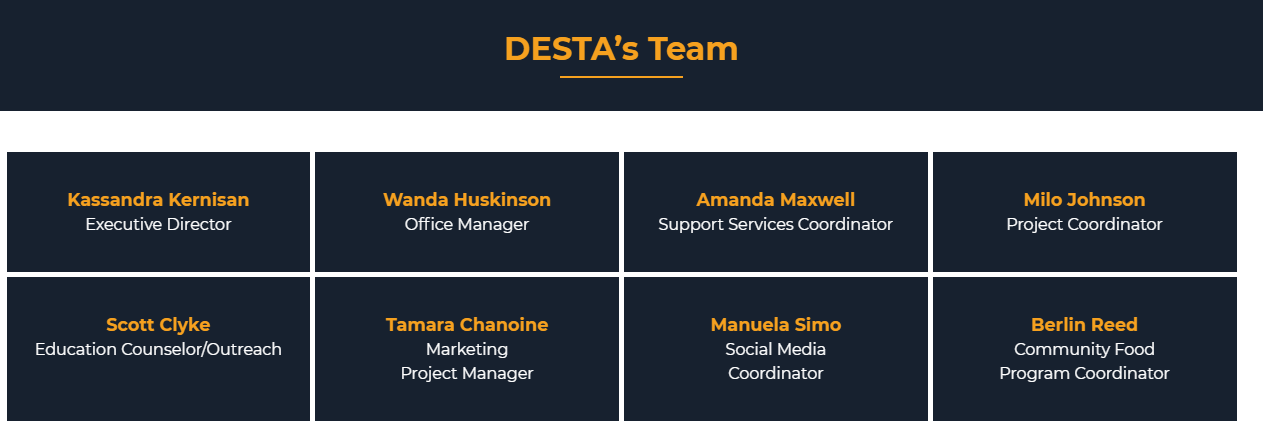 DESTA’s Team
Kassandra Kernisan
Executive Director
Wanda Huskinson
Office Manager
Amanda Maxwell
Support Services Coordinator
Milo Johnson
Project Coordinator
Scott Clyke
Education Counselor/Outreach
Tamara Chanoine
Marketing
Project Manager
Manuela Simo
Social Media
Coordinator
Berlin Reed
Community Food
Program Coordinator